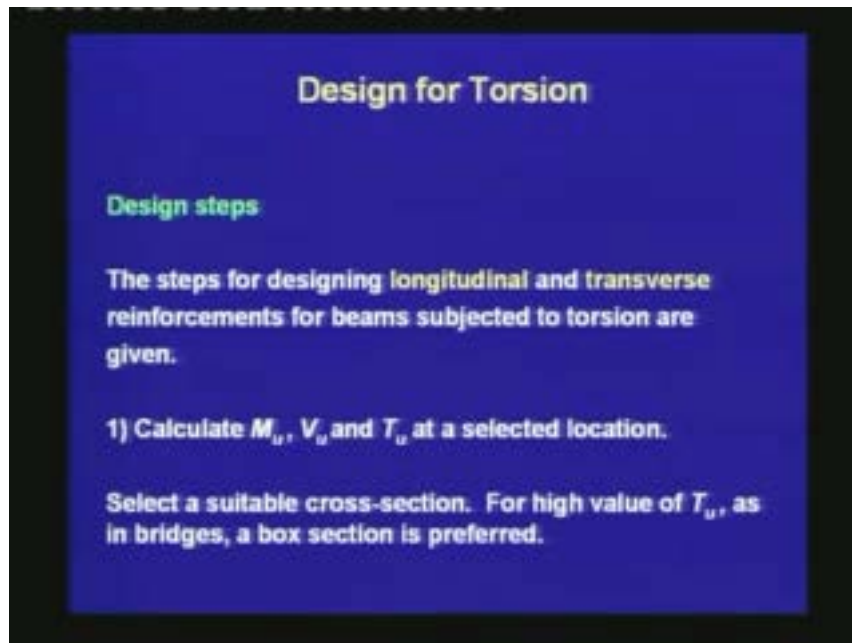 Design for Torsion
Design steps
The steps for designing longitudinal and transverse
reinforcements for beams subjected to torsion are
given.
1) Calculate Mu, Vu and Tu at a selected location.
Select a suitable cross-section. For high value of Tu, as
in bridges, a box section is preferred.